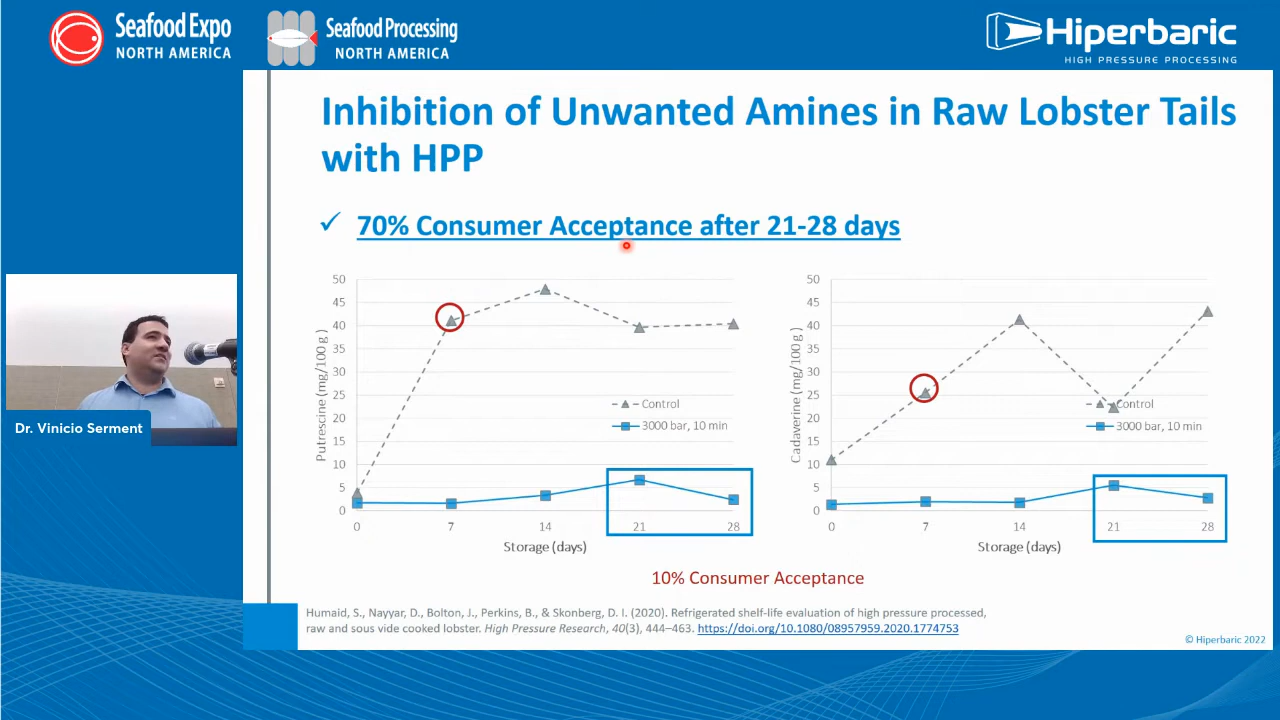 Seafood Expo
NORTH AMERICA
Seafood Processing
NORTH AMERICA
Hiperbaric
HIGH PRESSURE PROCESSING
Inhibition of Unwanted Amines in Raw Lobster Tails
with HPP
✓ 70% Consumer Acceptance after 21-28 days
Putrescine (mg/100 g)
50
45
40
35
30
25
20
15
10
5
0
0 7 14 21 28
Storage (days)
Control
3000 bar, 10 min
Cadaverine (mg/100 g )
50
45
40
35
30
25
20
15
10
5
0
0 7 14 21 28
Storage (days)
Control
3000 bar, 10 min
10% Consumer Acceptance
Dr. Vinicio Serment
Humaid, S., Nayyar, D., Bolton, J., Perkins, B., & Skonberg, D. I. (2020). Refrigerated shelf-life evaluation of high pressure processed,
raw and sous vide cooked lobster. High Pressure Research, 40(3), 444–463. https://doi.org/10.1080/08957959.2020.1774753
© Hiperbaric 2022